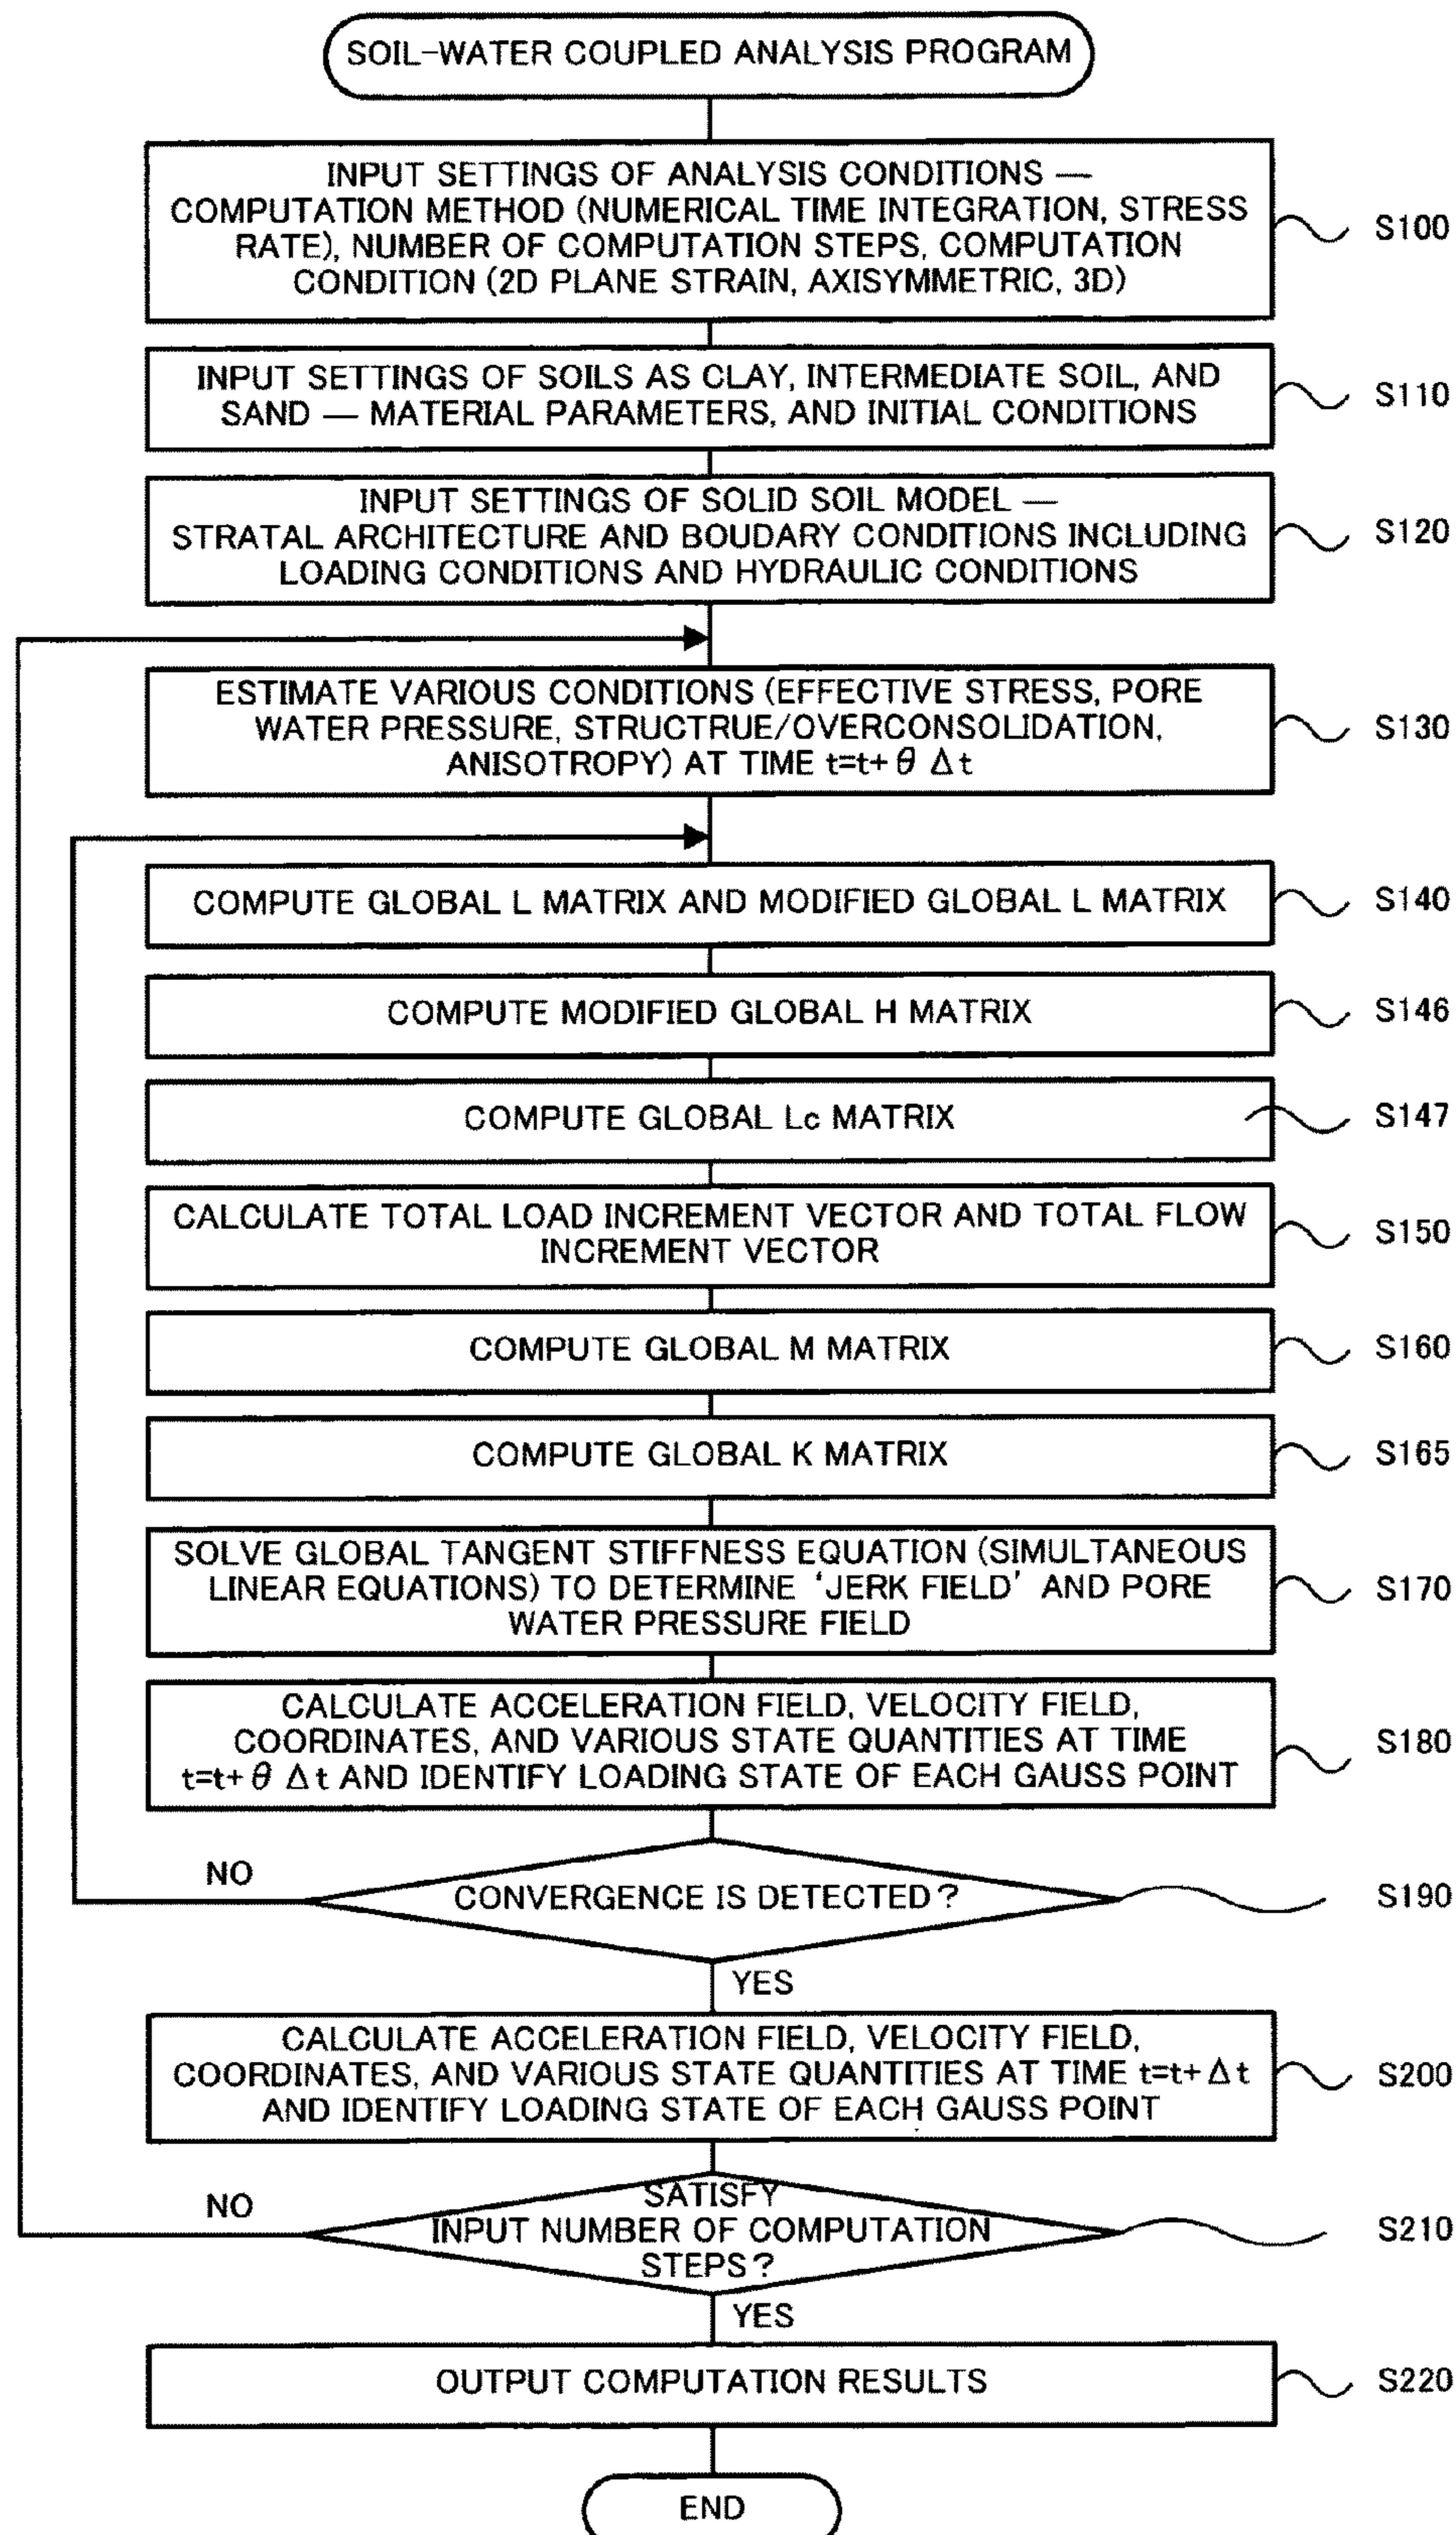 SOIL-WATER COUPLED ANALYSIS PROGRAM
INPUT SETTINGS OF ANALYSIS CONDITIONS —
COMPUTATION METHOD (NUMERICAL TIME INTEGRATION, STRESS
RATE), NUMBER OF COMPUTATION STEPS, COMPUTATION
CONDITION (2D PLANE STRAIN, AXISYMMETRIC, 3D)
S100
INPUT SETTINGS OF SOILS AS CLAY, INTERMEDIATE SOIL, AND
SAND — MATERIAL PARAMETERS, AND INITIAL CONDITIONS
S110
INPUT SETTINGS OF SOLID SOIL MODEL —
STRATAL ARCHITECTURE AND BOUDARY CONDITIONS INCLUDING
LOADING CONDITIONS AND HYDRAULIC CONDITIONS
S120
ESTIMATE VARIOUS CONDITIONS (EFFECTIVE STRESS, PORE
WATER PRESSURE, STRUCTRUE/OVERCONSOLIDATION,
ANISOTROPY) AT TIME t=t+ θ Δt
S130
COMPUTE GLOBAL L MATRIX AND MODIFIED GLOBAL L MATRIX
S140
COMPUTE MODIFIED GLOBAL H MATRIX
S146
COMPUTE GLOBAL Lc MATRIX
S147
CALCULATE TOTAL LOAD INCREMENT VECTOR AND TOTAL FLOW
INCREMENT VECTOR
S150
COMPUTE GLOBAL M MATRIX
S160
COMPUTE GLOBAL K MATRIX
S165
SOLVE GLOBAL TANGENT STIFFNESS EQUATION (SIMULTANEOUS
LINEAR EQUATIONS) TO DETERMINE ‘JERK FIELD’ AND PORE
WATER PRESSURE FIELD
S170
CALCULATE ACCELERATION FIELD, VELOCITY FIELD,
COORDINATES, AND VARIOUS STATE QUANTITIES AT TIME
t=t+ θ Δt AND IDENTIFY LOADING STATE OF EACH GAUSS POINT
S180
NO
CONVERGENCE IS DETECTED?
S190
YES
CALCULATE ACCELERATION FIELD, VELOCITY FIELD,
COORDINATES, AND VARIOUS STATE QUANTITIES AT TIME t=t+Δt
AND IDENTIFY LOADING STATE OF EACH GAUSS POINT
S200
NO
SATISFY
INPUT NUMBER OF COMPUTATION
STEPS?
S210
YES
OUTPUT COMPUTATION RESULTS
S220
END